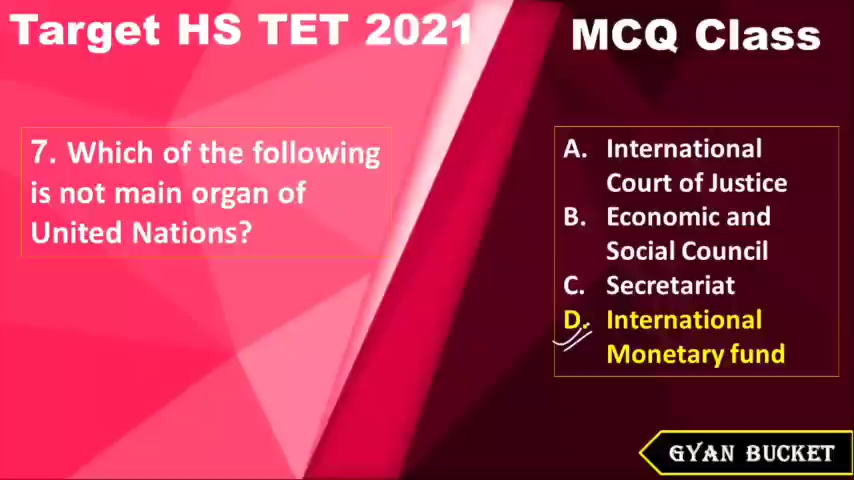 Target HS TET 2021
MCQ Class
7. Which of the following
is not main organ of
United Nations?
A. International
Court of Justice
B. Economic and
Social Council
C. Secretariat
D. International
Monetary fund
GYAN BUCKET